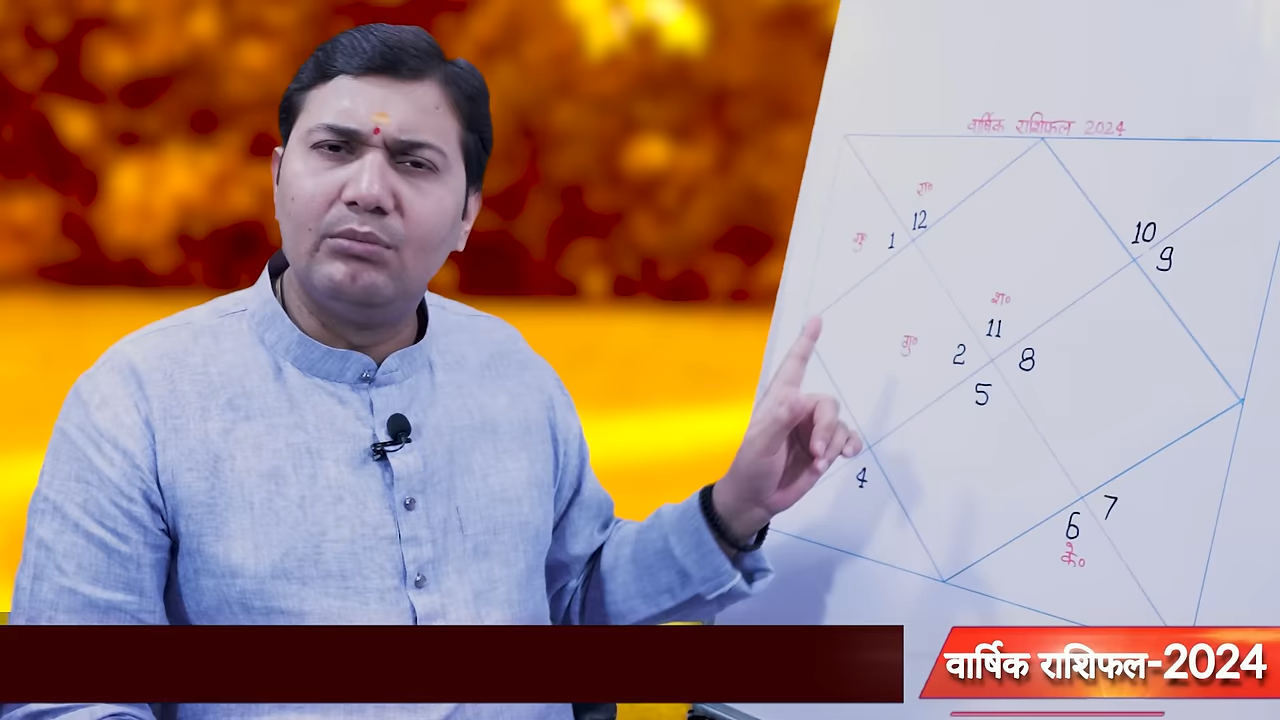 वार्षिक राशिफल 2024
रा०
12
गु० 1
10
9
श०
11
गु० 2 8
5
4
7
6
के०
वार्षिक राशिफल-2024